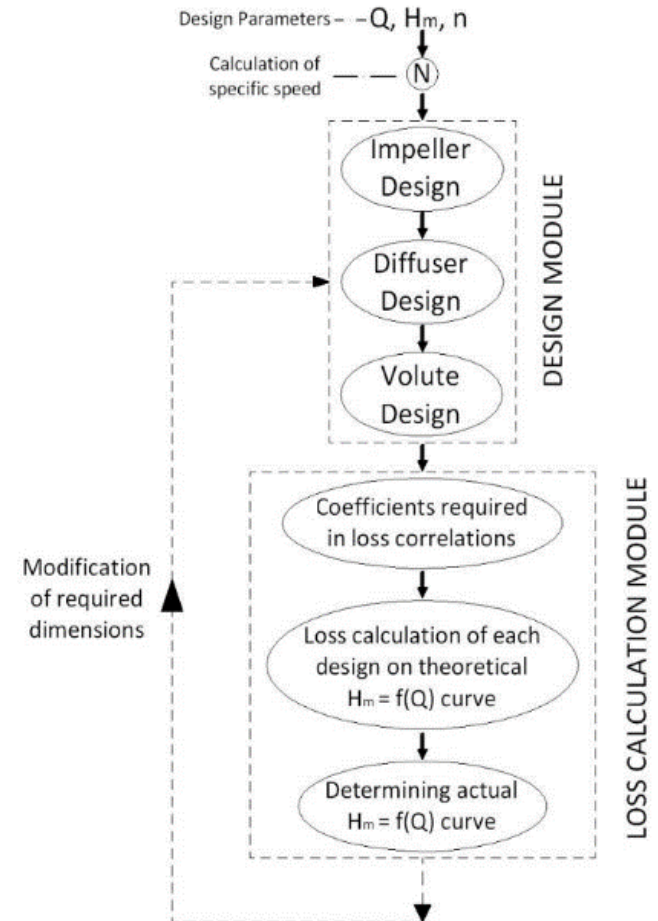 Design Parameters - - Q, Hm, n
Calculation of
specific speed
N
Impeller
Design
Diffuser
Design
Volute
Design
DESIGN MODULE
Coefficients required
in loss correlations
Loss calculation of each
design on theoretical
Hm = f(Q) curve
Determining actual
Hm = f(Q) curve
LOSS CALCULATION MODULE
Modification
of required
dimensions